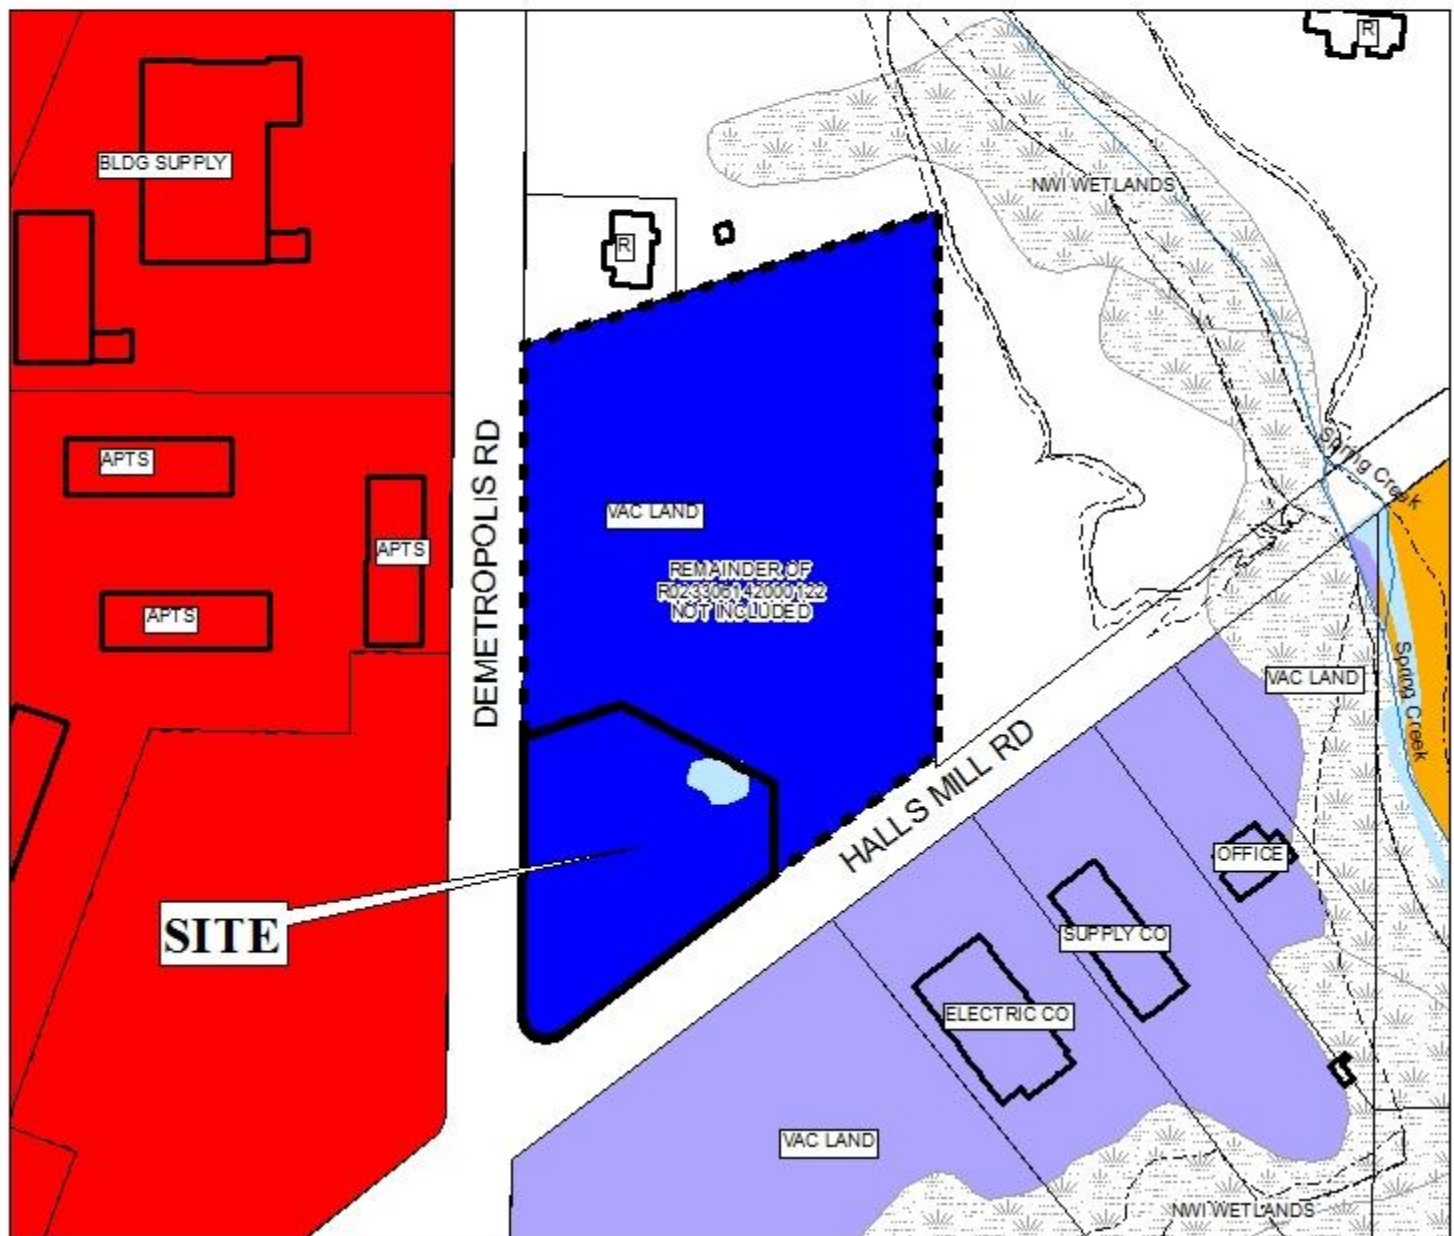 R
BLDG SUPPLY
NWI WETLANDS
R
DEMETROPOLIS RD
Spring Creek
APTS
VAC LAND
APTS
REMAINDER OF
R023306142000122
NOT INCLUDED
APTS
VAC LAND
Spring Creek
HALLS MILL RD
OFFICE
SITE
SUPPLY CO
ELECTRIC CO
VAC LAND
NWI WETLANDS